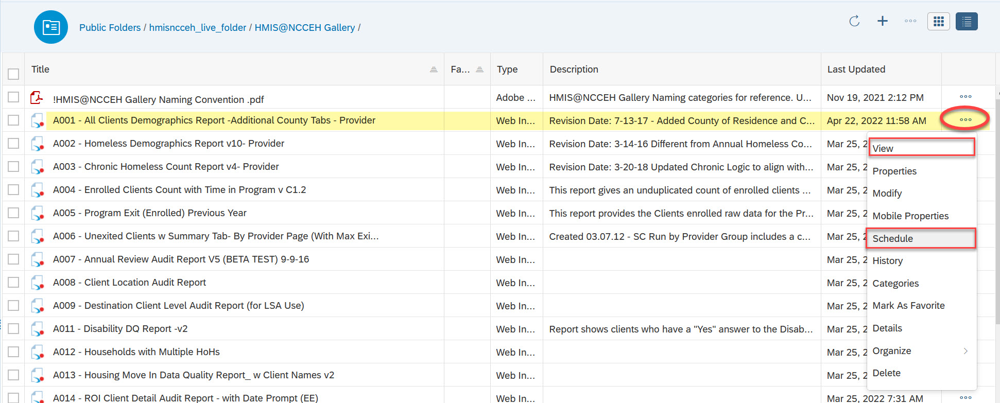 Public Folders / hmisncceh_live_folder / HMIS@NCCEH Gallery /
Title Fa... Type Description Last Updated
!HMIS@NCCEH Gallery Naming Convention .pdf Adobe ... HMIS@NCCEH Gallery Naming categories for reference. U... Nov 19, 2021 2:12 PM
A001 - All Clients Demographics Report -Additional County Tabs - Provider Web In... Revision Date: 7-13-17 - Added County of Residence and C... Apr 22, 2022 11:58 AM
A002 - Homeless Demographics Report v10- Provider Web In... Revision Date: 3-14-16 Different from Annual Homeless Co... Mar 25, 2
View
A003 - Chronic Homeless Count Report v4- Provider Web In... Revision Date: 3-20-18 Updated Chronic Logic to align with... Mar 25, 2
Properties
A004 - Enrolled Clients Count with Time in Program v C1.2 Web In... This report gives an unduplicated count of enrolled clients ... Mar 25, 2
Modify
A005 - Program Exit (Enrolled) Previous Year Web In... This report provides the Clients enrolled raw data for the Pr... Mar 25, 2
Mobile Properties
A006 - Unexited Clients w Summary Tab- By Provider Page (With Max Exi... Web In... Created 03.07.12 - SC Run by Provider Group includes a c... Mar 25, 2
Schedule
A007 - Annual Review Audit Report V5 (BETA TEST) 9-9-16 Web In... Mar 25, 2
History
A008 - Client Location Audit Report Web In... Mar 25, 2
Categories
A009 - Destination Client Level Audit Report (for LSA Use) Web In... Mar 25, 2
Mark As Favorite
A011 - Disability DQ Report -v2 Web In... Report shows clients who have a "Yes" answer to the Disab... Mar 25, 2
Details
A012 - Households with Multiple HoHs Web In... Mar 25, 2
Organize
A013 - Housing Move In Data Quality Report_ w Client Names v2 Web In... Mar 25, 2
Delete
A014 - ROI Client Detail Audit Report - with Date Prompt (EE) Web In... Mar 25, 2022 7:31 AM